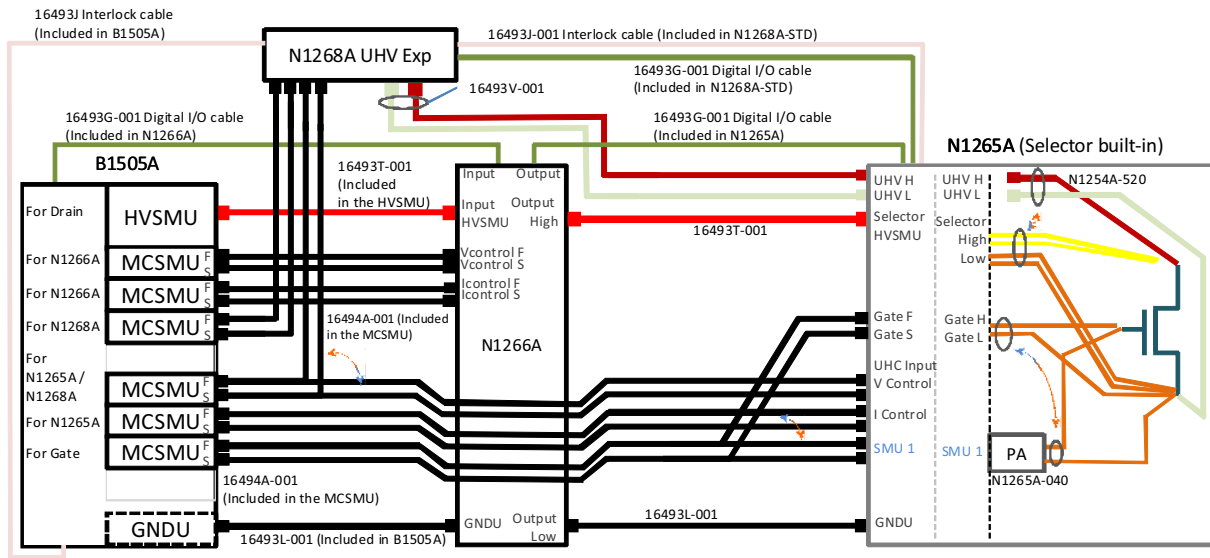 16493J Interlock cable
(Included in B1505A)
N1268A UHV Exp
16493J-001 Interlock cable (Included in N1268A-STD)
16493G-001 Digital I/O cable
(Included in N1268A-STD)
16493V-001
16493G-001 Digital I/O cable
(Included in N1266A)
16493G-001 Digital I/O cable
(Included in N1265A)
B1505A
For Drain
HVSMU
For N1266A
MCSMU
F
S
For N1266A
MCSMU
F
S
For N1268A
MCSMU
F
S
For
N1265A /
N1268A
MCSMU
F
S
For N1265A
MCSMU
F
S
For Gate
MCSMU
F
S
GNDU
16493T-001
(Included
in the HVSMU)
16494A-001 (Included
in the MCSMU)
16494A-001
(Included in the MCSMU)
16493L-001 (Included in B1505A)
Input
Output
Input
HVSMU
Output
High
Vcontrol F
Vcontrol S
Icontrol F
Icontrol S
N1266A
GNDU
Output
Low
16493T-001
16493L-001
N1265A (Selector built-in)
UHV H
UHV L
Selector
HVSMU
Gate F
Gate S
UHC Input
V Control
I Control
SMU 1
GNDU
UHV H
UHV L
Selector
High
Low
Gate H
Gate L
SMU 1
N1254A-520
PA
N1265A-040